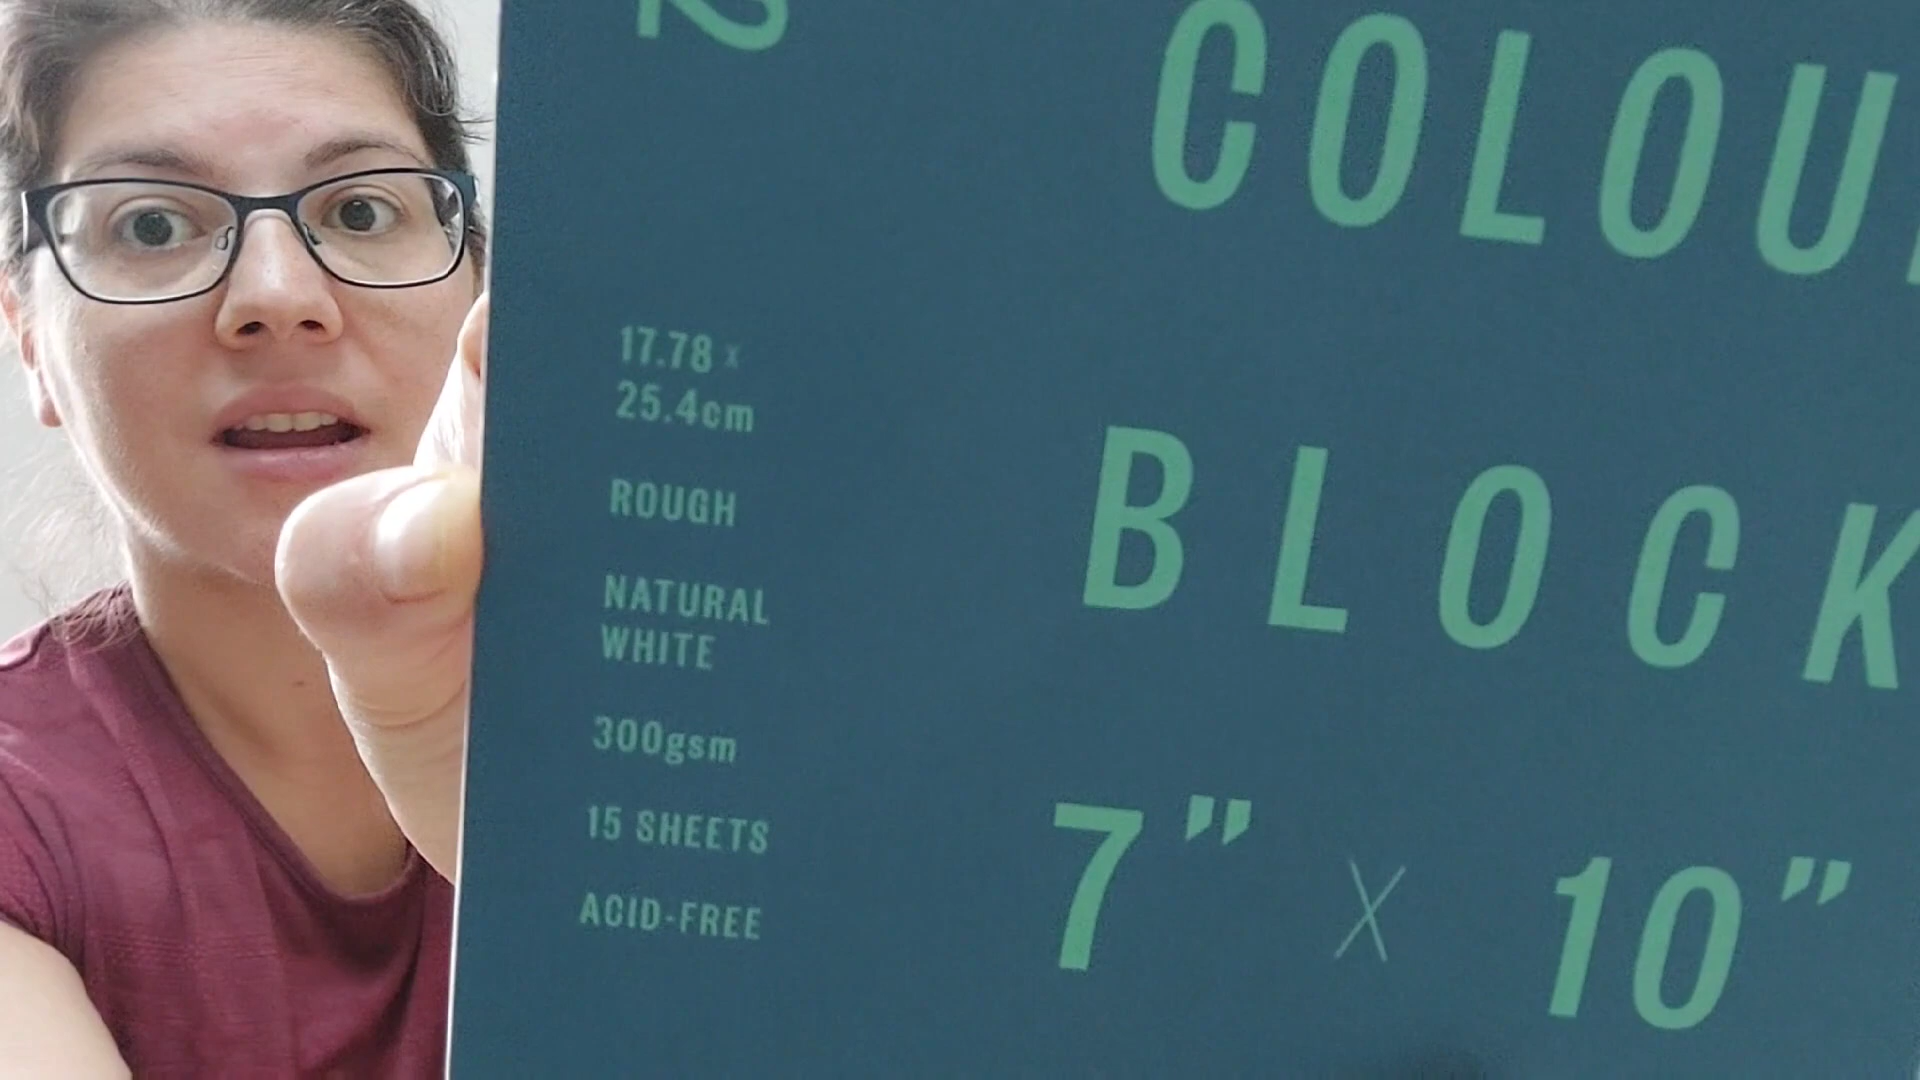 COLOU
BLOCK
7” X 10”
17.78 x
25.4cm
ROUGH
NATURAL
WHITE
300gsm
15 SHEETS
ACID-FREE